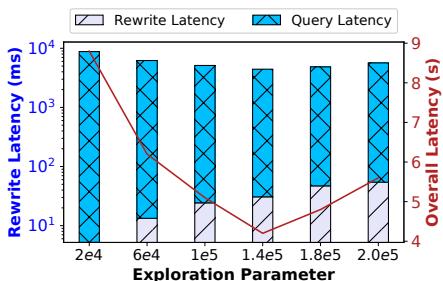 Rewrite Latency Query Latency
Rewrite Latency (ms)
10^4
10^3
10^2
10^1
9
8
7
6
5
4
Overall Latency (s)
2e4 6e4 1e5 1.4e5 1.8e5 2.0e5
Exploration Parameter